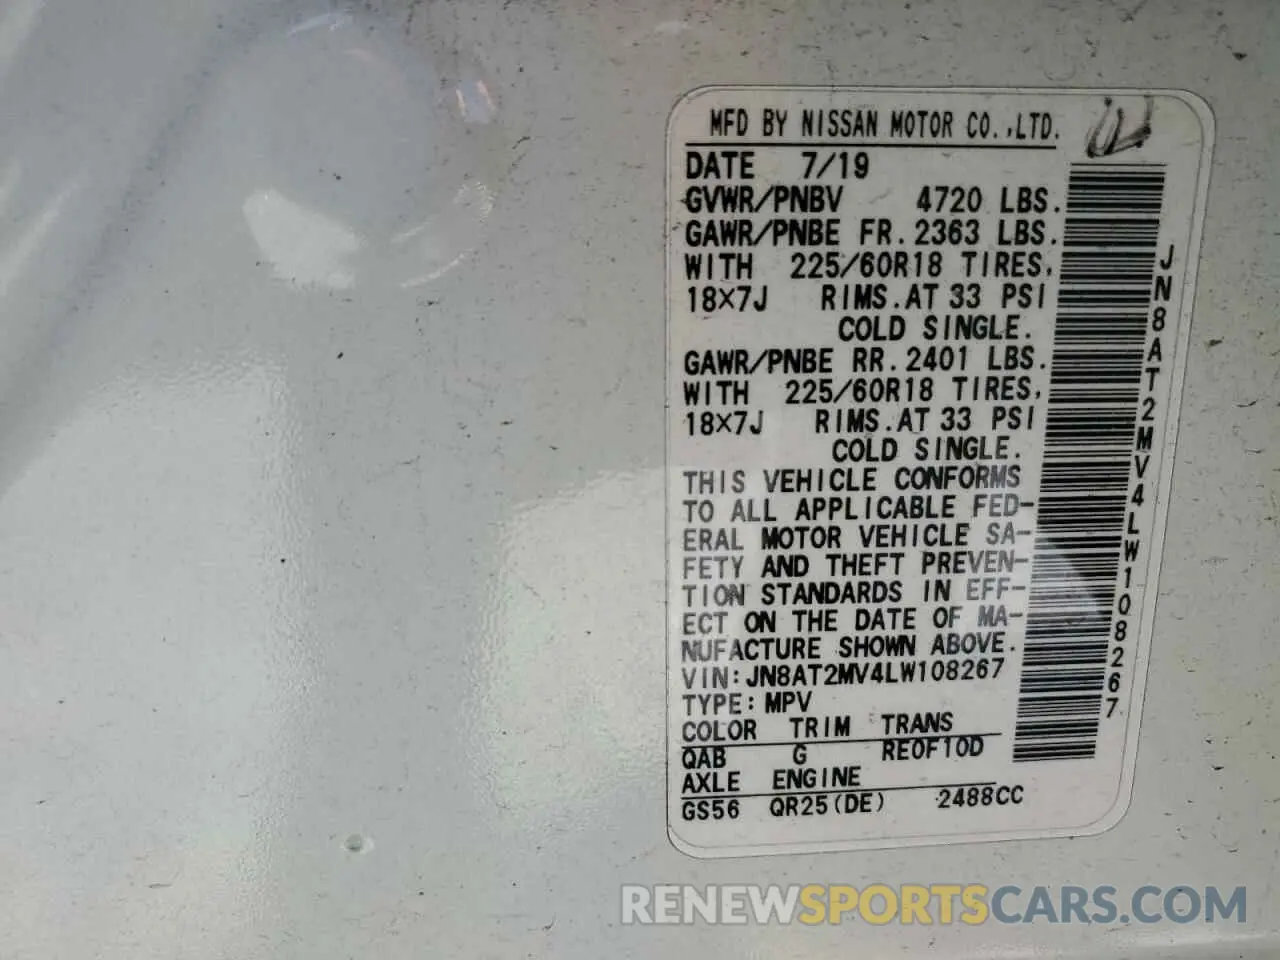 MFD BY NISSAN MOTOR CO.,LTD.
DATE 7/19
GVWR/PNBV 4720 LBS.
GAWR/PNBE FR. 2363 LBS.
WITH 225/60R18 TIRES,
18×7J RIMS. AT 33 PSI
COLD SINGLE.
GAWR/PNBE RR. 2401 LBS.
WITH 225/60R18 TIRES,
18×7J RIMS. AT 33 PSI
COLD SINGLE.
THIS VEHICLE CONFORMS
TO ALL APPLICABLE FED-
ERAL MOTOR VEHICLE SA-
FETY AND THEFT PREVEN-
TION STANDARDS IN EFF-
ECT ON THE DATE OF MA-
NUFACTURE SHOWN ABOVE.
VIN: JN8AT2MV4LW108267
TYPE: MPV
COLOR TRIM TRANS
QAB G RE0F10D
AXLE ENGINE
GS56 QR25(DE) 2488CC
JN8AT2MV4LW108267
RENEWSPORTSCARS.COM